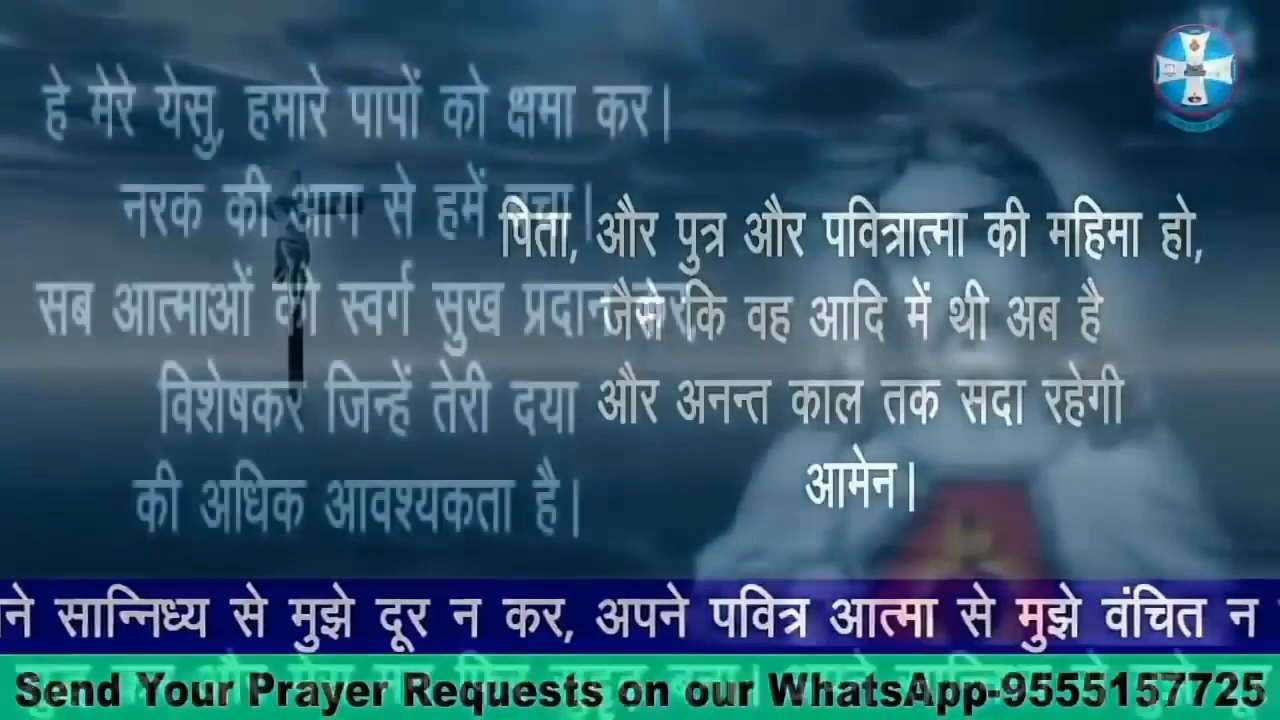 हे मेरे येसु, हमारे पापों को क्षमा कर।
नरक की आग से हमें बचा।
सब आत्माओं को स्वर्ग सुख प्रदान कर,
विशेषकर जिन्हें तेरी दया
की अधिक आवश्यकता है।
पिता, और पुत्र और पवित्रात्मा की महिमा हो,
जैसे कि वह आदि में थी अब है
और अनन्त काल तक सदा रहेगी
आमेन।
ने सान्निध्य से मुझे दूर न कर, अपने पवित्र आत्मा से मुझे वंचित न
Send Your Prayer Requests on our WhatsApp-9555157725